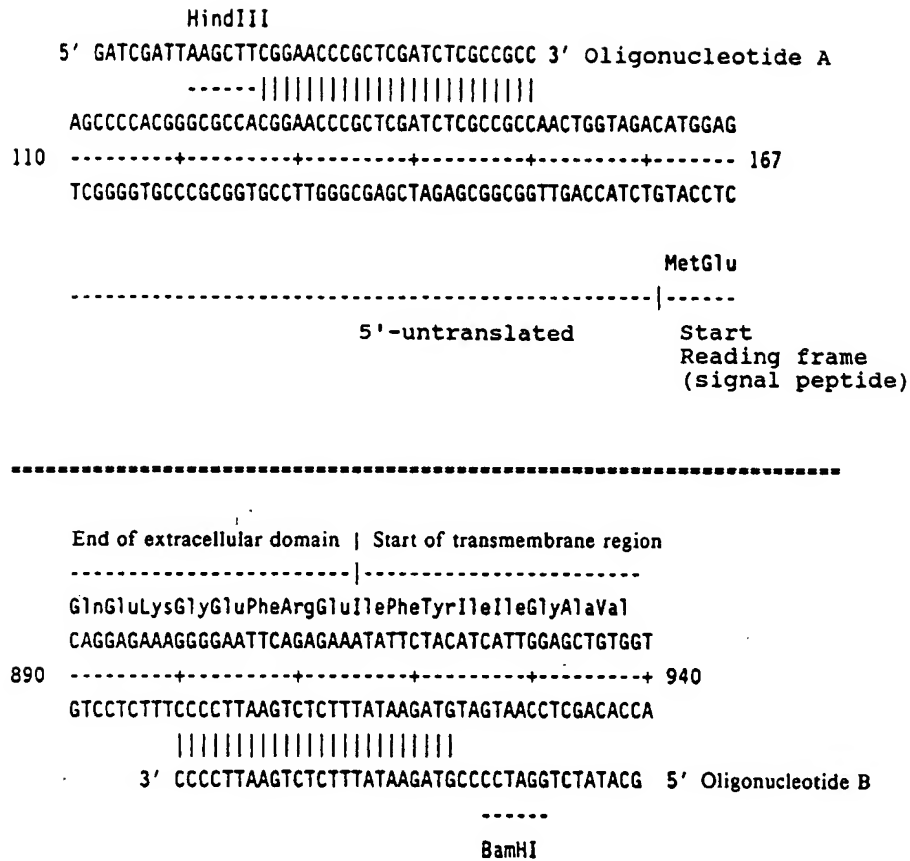 HindIII
5' GATCGATTAAGCTTCGGAACCCGCTCGATCTCGCCGCC 3' Oligonucleotide A
------||||||||||||||||||||||||
AGCCCCACGGGCGCCACGGAACCCGCTCGATCTCGCCGCCAACTGGTAGACATGGAG
110 ---------+---------+---------+---------+---------+------- 167
TCGGGGTGCCCGCGGTGCCTTGGGCGAGCTAGAGCGGCGGTTGACCATCTGTACCTC
MetGlu
--------------------------------------------------|------
5'-untranslated Start
Reading frame
(signal peptide)
End of extracellular domain | Start of transmembrane region
------------------------|------------------------
GlnGluLysGlyGluPheArgGluIlePheTyrIleIleGlyAlaVal
CAGGAGAAAGGGGAATTCAGAGAAATATTCTACATCATTGGAGCTGTGGT
890 ---------+---------+---------+---------+---------+ 940
GTCCTCTTTCCCCTTAAGTCTCTTTATAAGATGTAGTAACCTCGACACCA
||||||||||||||||||||||||
3' CCCCTTAAGTCTCTTTATAAGATGCCCCTAGGTCTATACG 5' Oligonucleotide B
------
BamHI